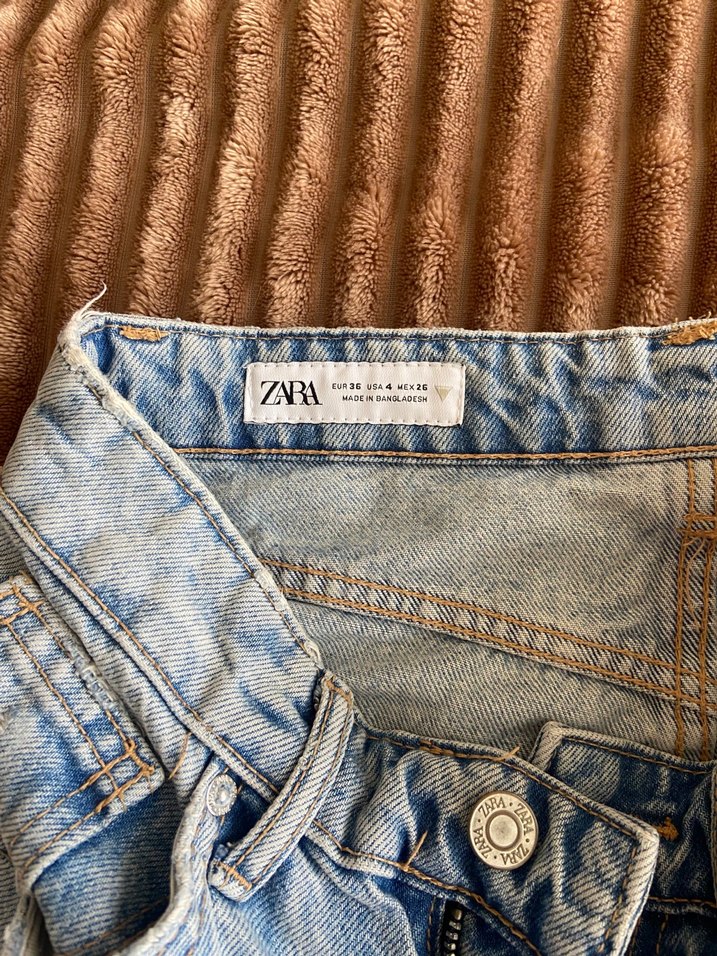 ZARA
EUR 36 USA 4 MEX 26
MADE IN BANGLADESH
ZARA • ZARA • ZARA •